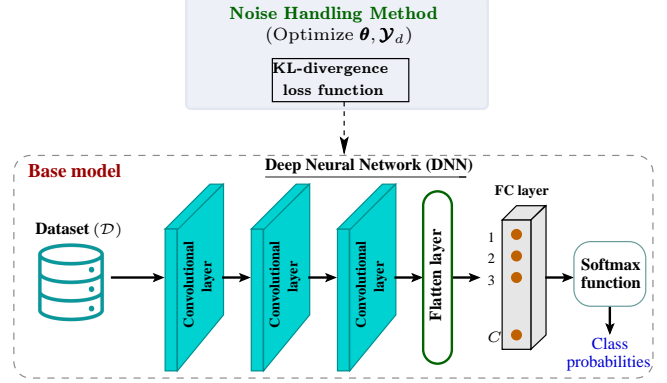 Noise Handling Method
(Optimize 𝜽, 𝓨_d)
KL-divergence
loss function
Deep Neural Network (DNN)
Base model
FC layer
Dataset (𝒟)
Convolutional
layer
Convolutional
layer
Convolutional
layer
Flatten layer
1
2
3
C
Softmax
function
Class
probabilities